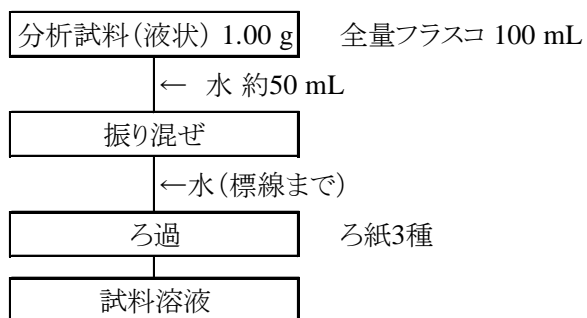 分析試料（液状） 1.00 g　全量フラスコ 100 mL
← 水 約50 mL
振り混ぜ
←水（標線まで）
ろ過　ろ紙3種
試料溶液